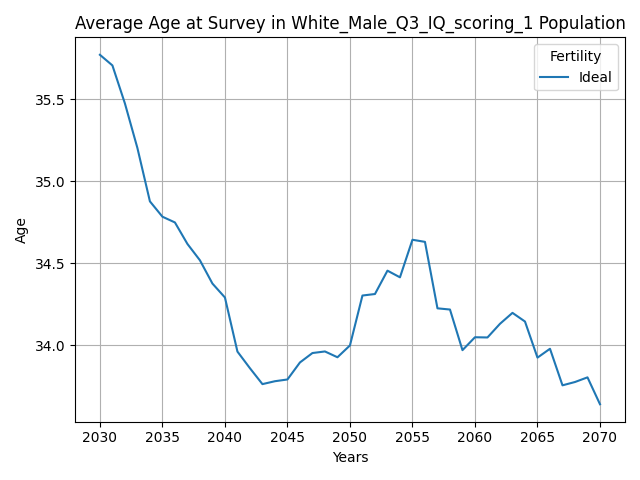 Average Age at Survey in White_Male_Q3_IQ_scoring_1 Population
Fertility
Ideal
35.5
35.0
34.5
34.0
Age
2030 2035 2040 2045 2050 2055 2060 2065 2070
Years